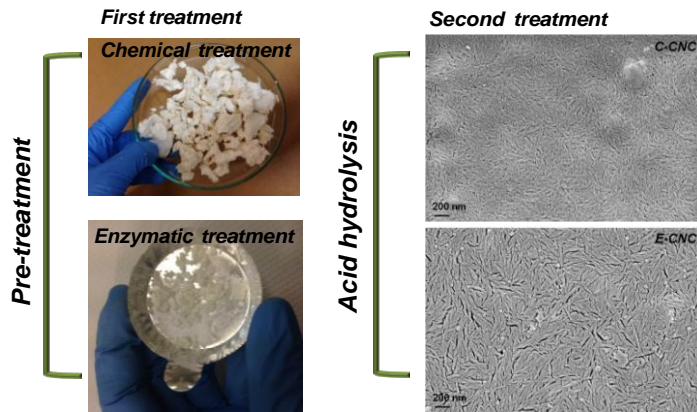 First treatment
Second treatment
Pre-treatment
Chemical treatment
Enzymatic treatment
Acid hydrolysis
C-CNC
200 nm
E-CNC
200 nm